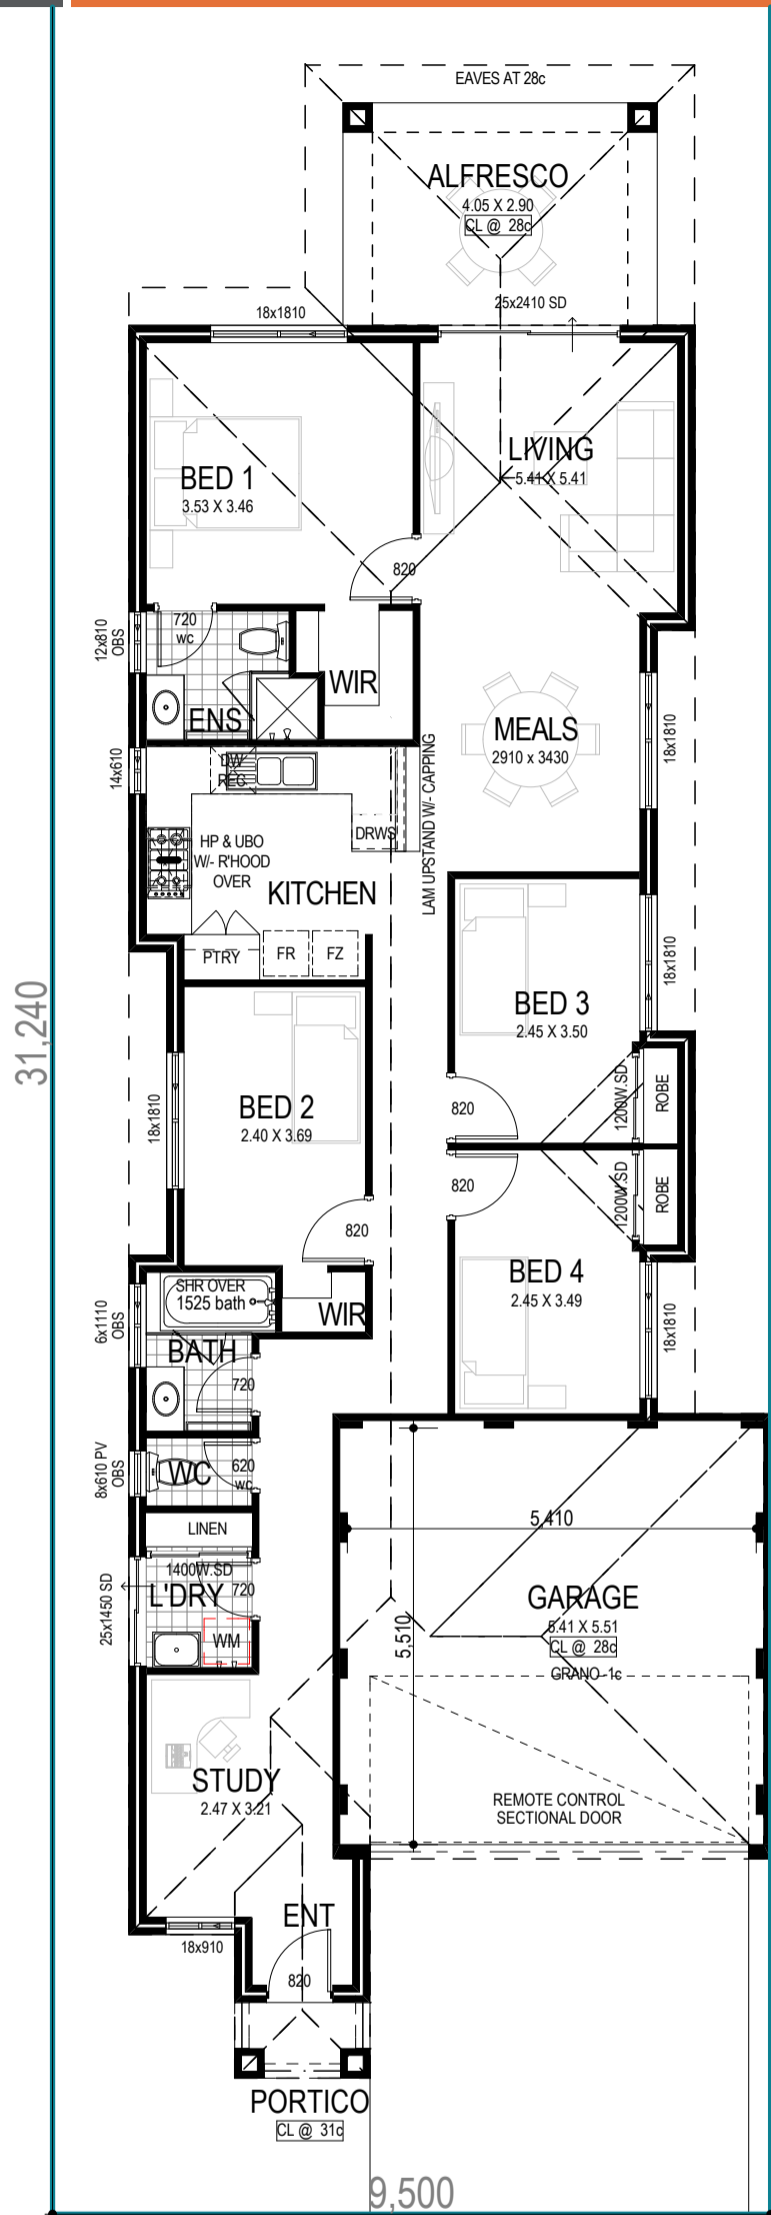 EAVES AT 28c
ALFRESCO
4.05 X 2.90
CL @ 28c
25x2410 SD
18x1810
BED 1
3.53 X 3.46
LIVING
5.41 X 5.41
820
12x810
OBS
720
wc
WIR
ENS
MEALS
2910 x 3430
18x1810
14x610
DW
REC
LAM UPSTAND W/- CAPPING
HP & UBO
W/- R'HOOD
OVER
DRWS
KITCHEN
PTRY
FR
FZ
18x1810
BED 3
2.45 X 3.50
31,240
18x1810
BED 2
2.40 X 3.69
820
1200W.SD
ROBE
820
1200W.SD
ROBE
820
BED 4
2.45 X 3.49
SHR OVER
1525 bath
WIR
6x1110
OBS
18x1810
BATH
720
8x610 PV
OBS
WC
620
wc
LINEN
5,410
1400W.SD
25x1450 SD
L'DRY
720
WM
GARAGE
5.41 X 5.51
CL @ 28c
GRANO -1c
5,510
STUDY
2.47 X 3.21
REMOTE CONTROL
SECTIONAL DOOR
ENT
18x910
820
PORTICO
CL @ 31c
9,500